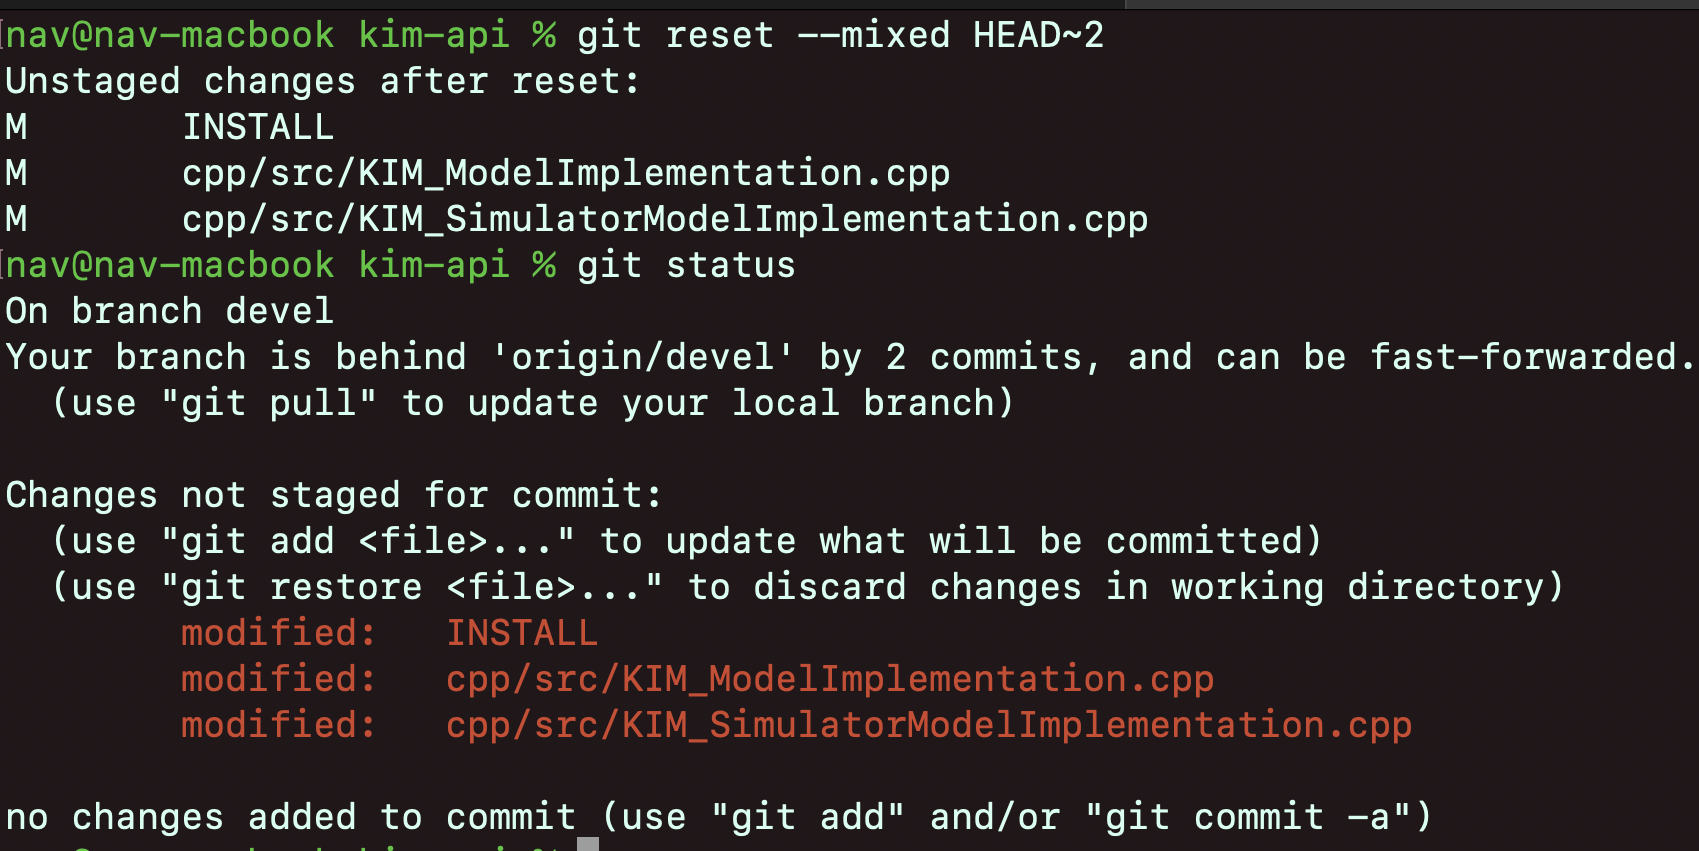 nav@nav-macbook kim-api % git reset --mixed HEAD~2
Unstaged changes after reset:
M       INSTALL
M       cpp/src/KIM_ModelImplementation.cpp
M       cpp/src/KIM_SimulatorModelImplementation.cpp
nav@nav-macbook kim-api % git status
On branch devel
Your branch is behind 'origin/devel' by 2 commits, and can be fast-forwarded.
  (use "git pull" to update your local branch)

Changes not staged for commit:
  (use "git add <file>..." to update what will be committed)
  (use "git restore <file>..." to discard changes in working directory)
        modified:   INSTALL
        modified:   cpp/src/KIM_ModelImplementation.cpp
        modified:   cpp/src/KIM_SimulatorModelImplementation.cpp

no changes added to commit (use "git add" and/or "git commit -a")